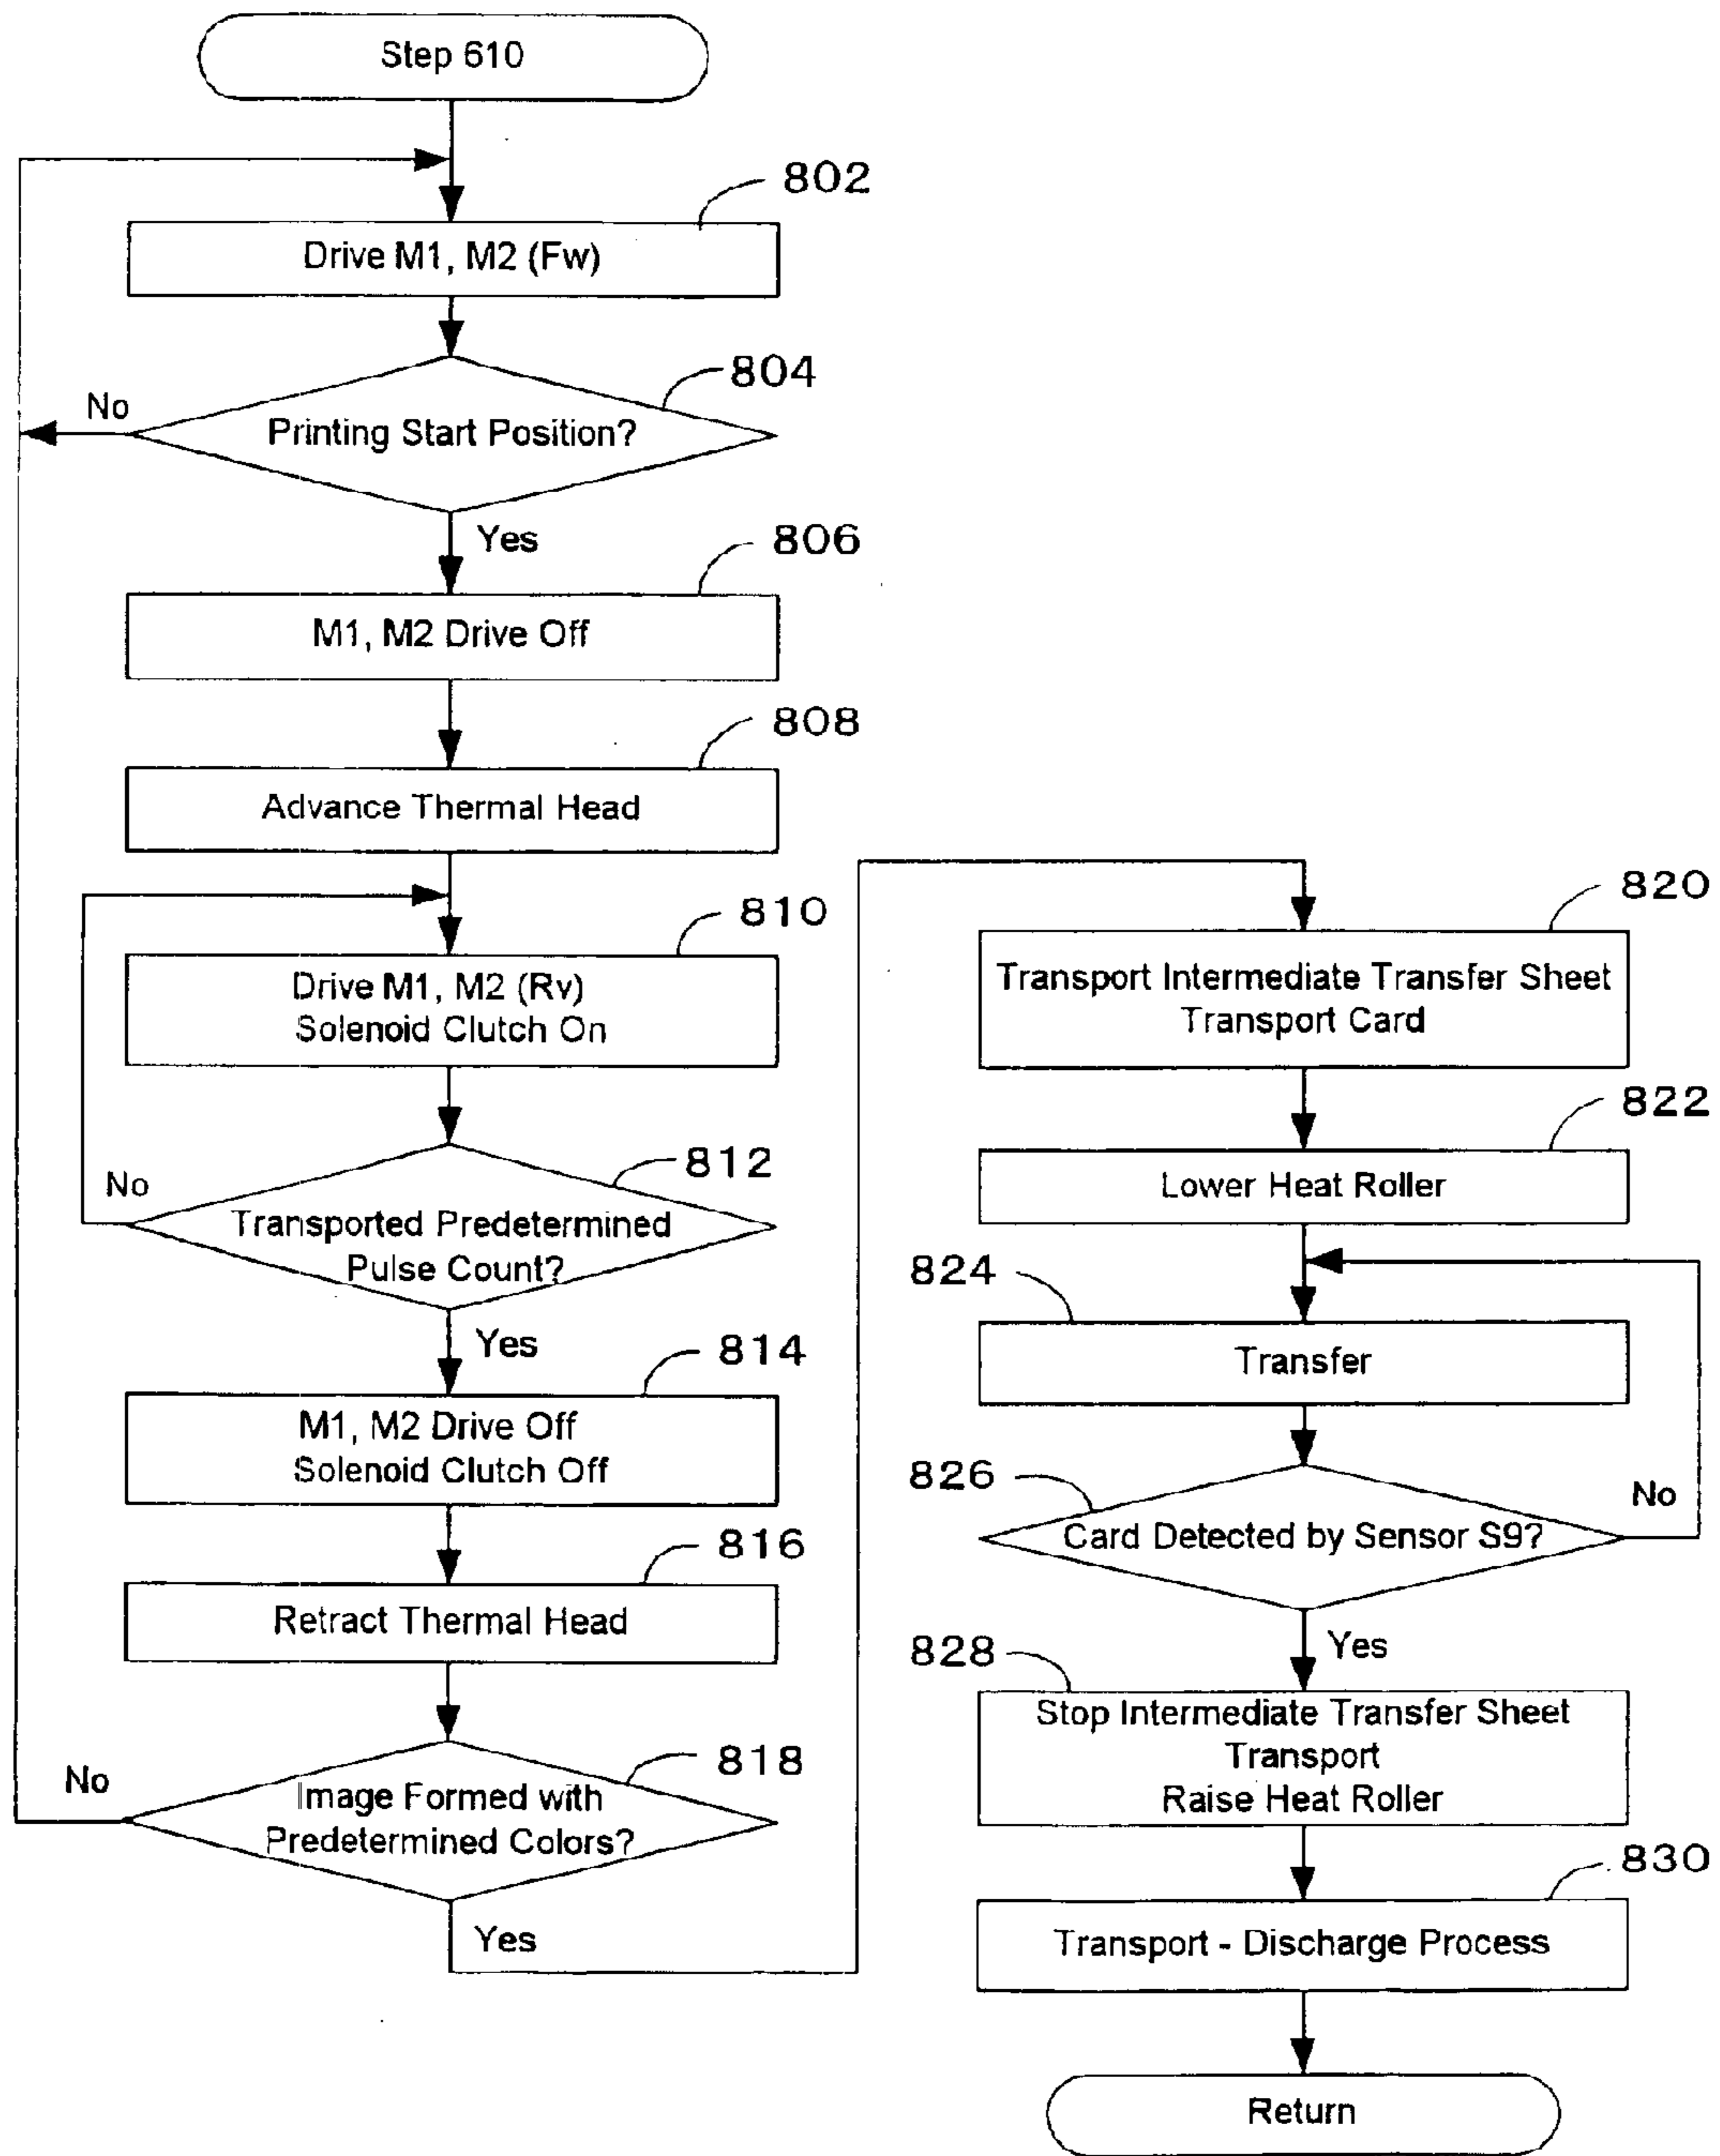 Step 610
802
Drive M1, M2 (Fw)
804
No
Printing Start Position?
Yes
806
M1, M2 Drive Off
808
Advance Thermal Head
810
Drive M1, M2 (Rv)
Solenoid Clutch On
812
No
Transported Predetermined
Pulse Count?
Yes
814
M1, M2 Drive Off
Solenoid Clutch Off
816
Retract Thermal Head
818
No
Image Formed with
Predetermined Colors?
Yes
820
Transport Intermediate Transfer Sheet
Transport Card
822
Lower Heat Roller
824
Transfer
826
No
Card Detected by Sensor S9?
Yes
828
Stop Intermediate Transfer Sheet
Transport
Raise Heat Roller
830
Transport - Discharge Process
Return